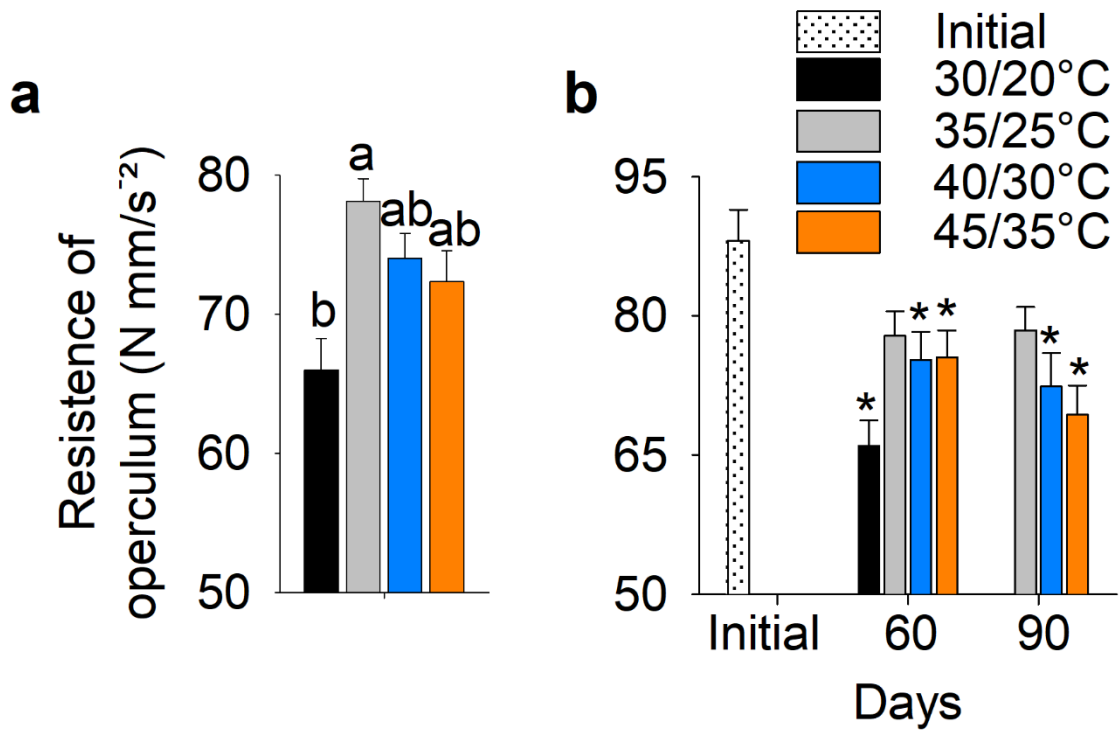 a
Resistence of
operculum (N mm/s⁻²)
80
70
60
50
b
a
ab
ab
b
Initial
30/20°C
35/25°C
40/30°C
45/35°C
95
80
65
50
*
*
*
*
*
Initial
60
90
Days